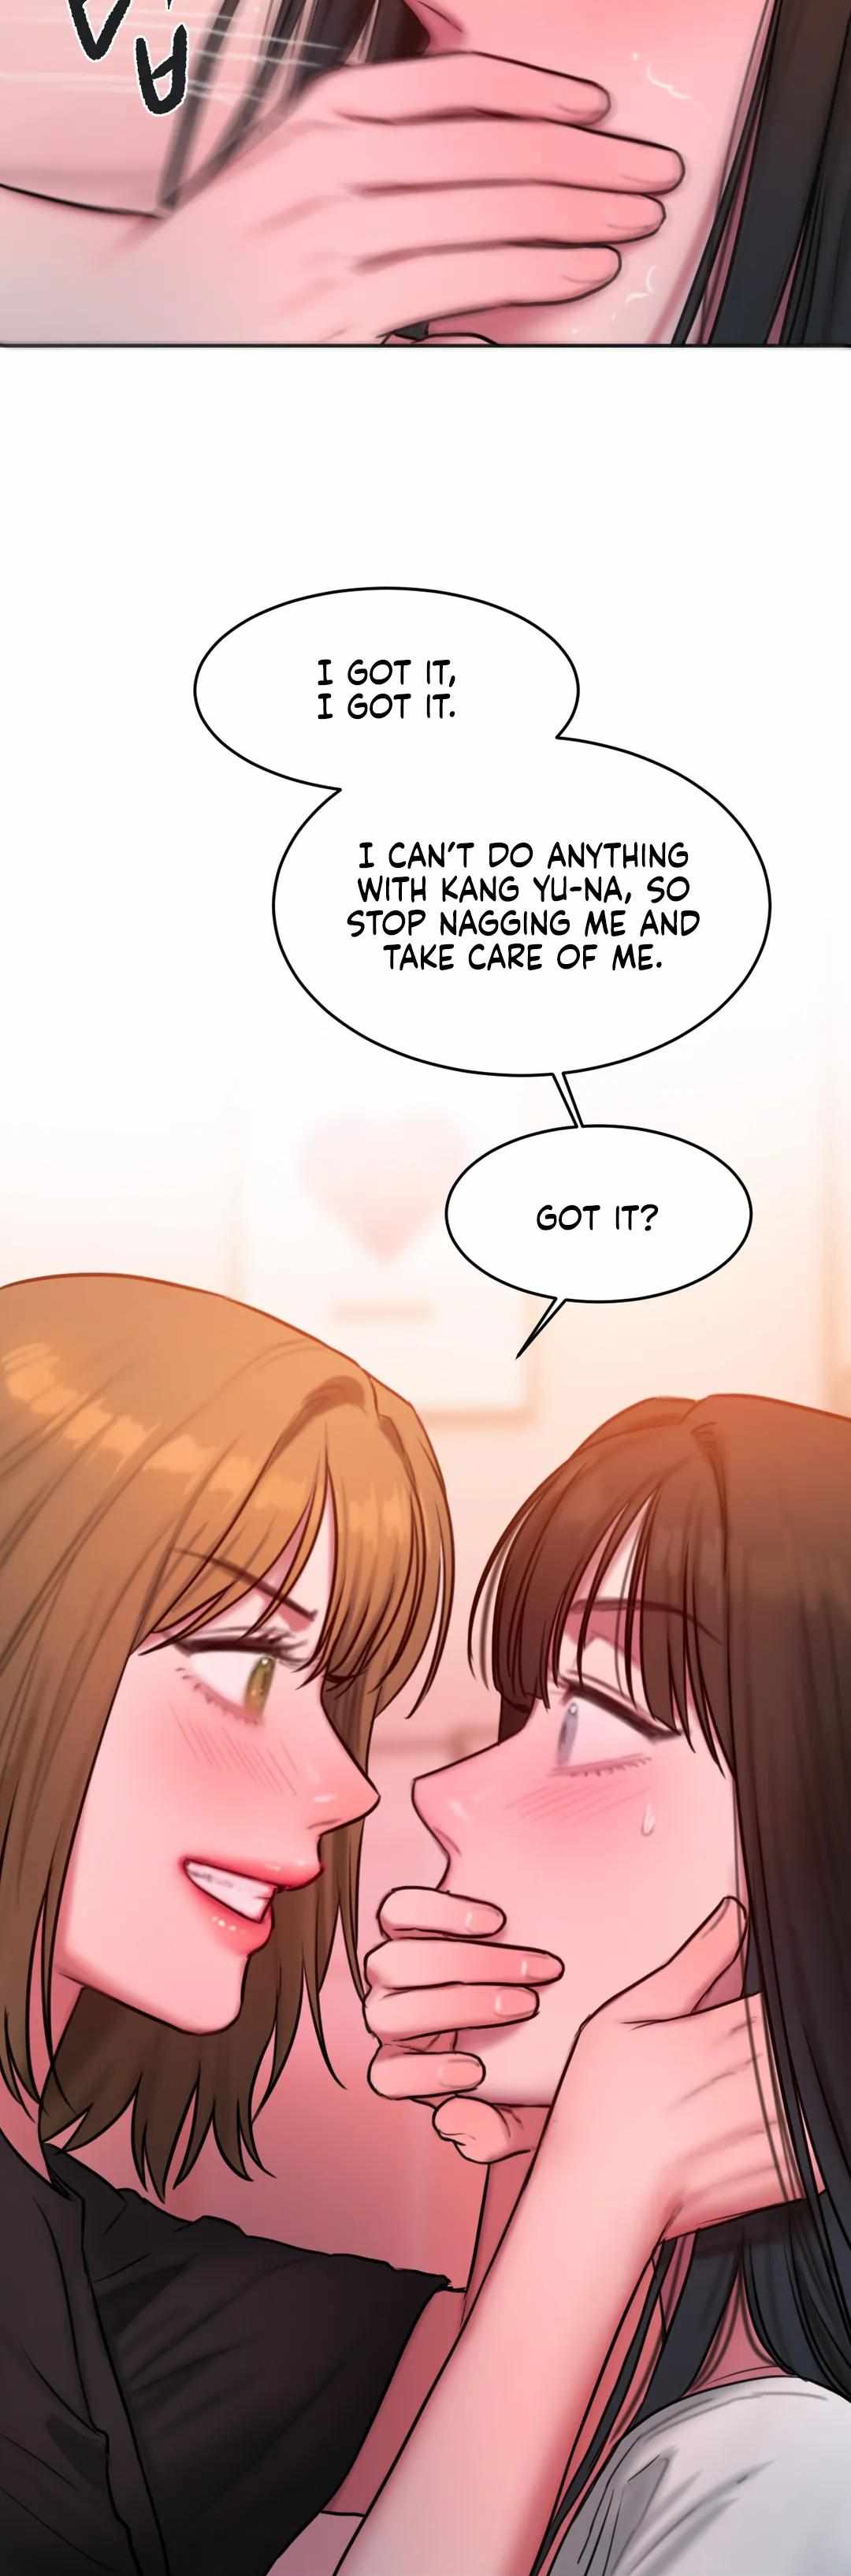 I GOT IT,
I GOT IT.
I CAN'T DO ANYTHING
WITH KANG YU-NA, SO
STOP NAGGING ME AND
TAKE CARE OF ME.
GOT IT?